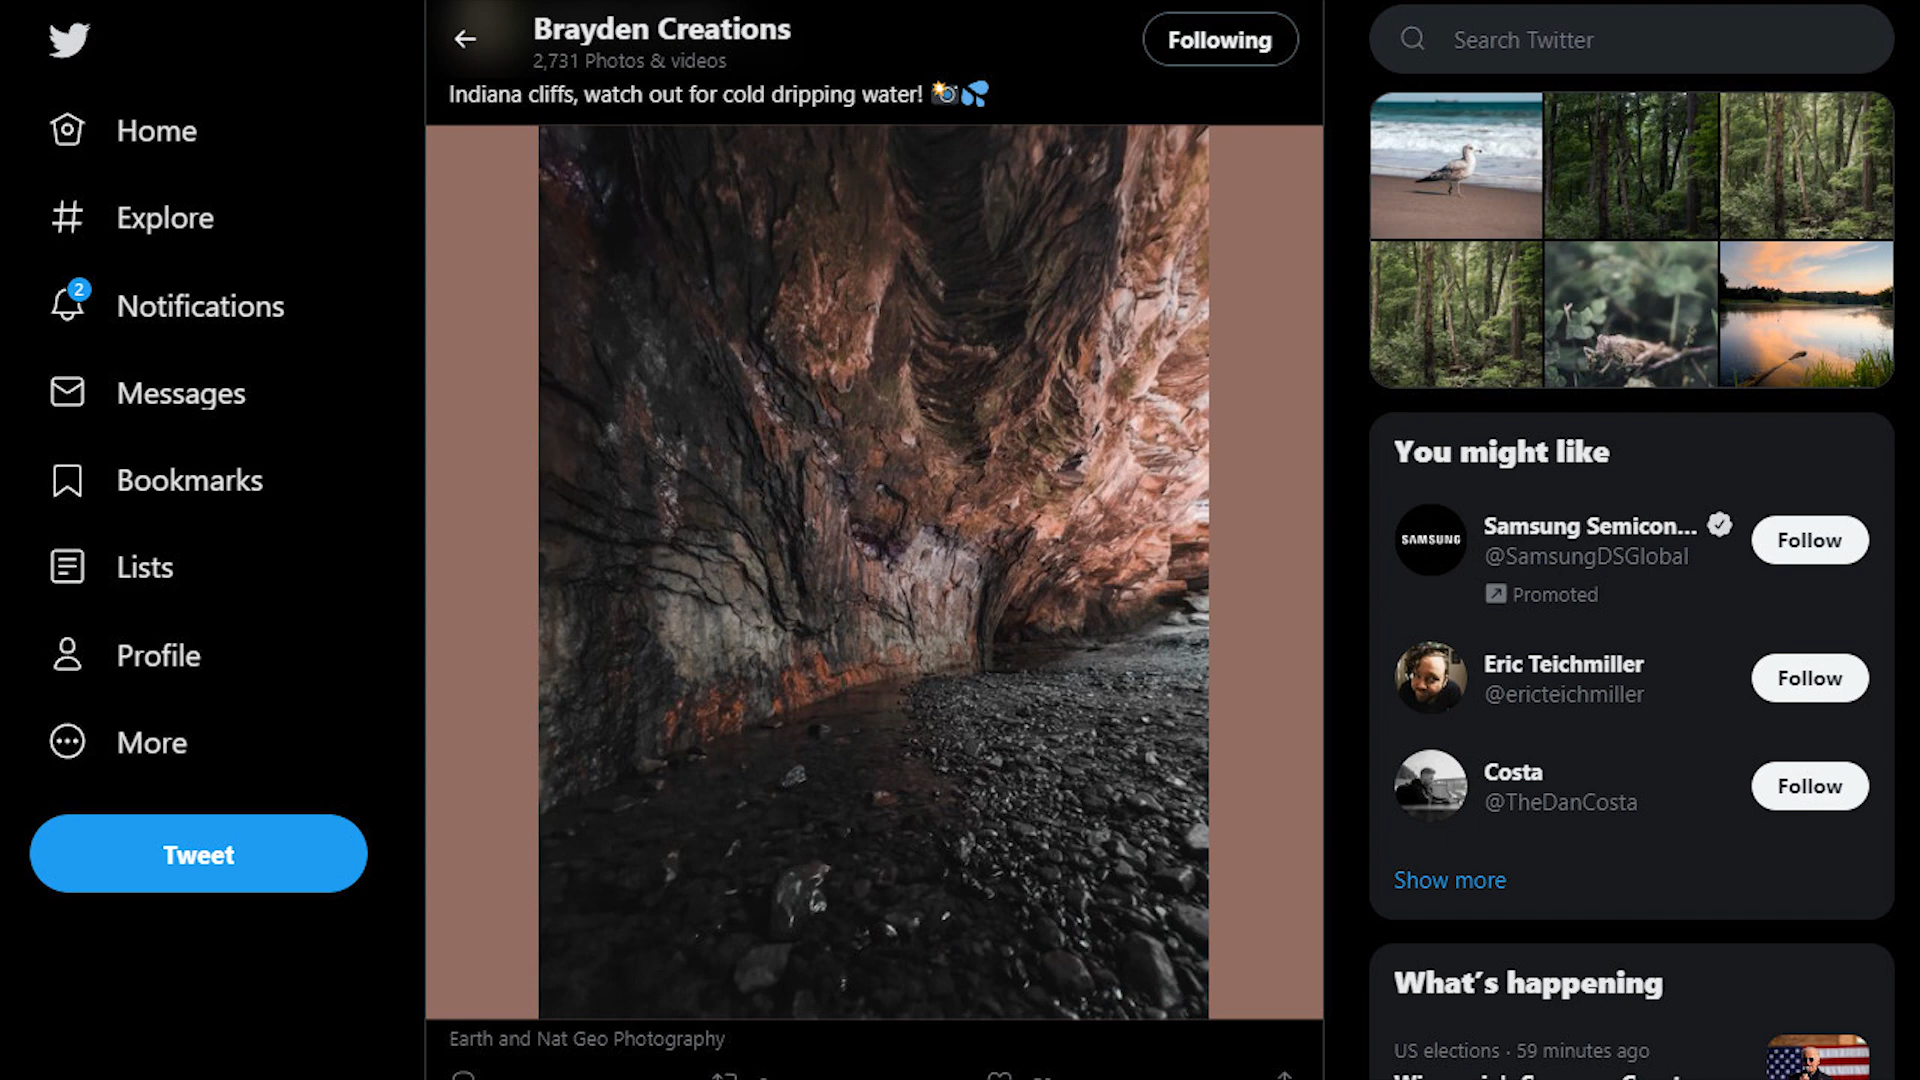 Brayden Creations
2,731 Photos & videos
Following
Indiana cliffs, watch out for cold dripping water!
Home
Explore
2
Notifications
Messages
Bookmarks
Lists
Profile
More
Tweet
Earth and Nat Geo Photography
Search Twitter
You might like
SAMSUNG
Samsung Semicon...
@SamsungDSGlobal
Promoted
Follow
Eric Teichmiller
@ericteichmiller
Follow
Costa
@TheDanCosta
Follow
Show more
What's happening
US elections · 59 minutes ago